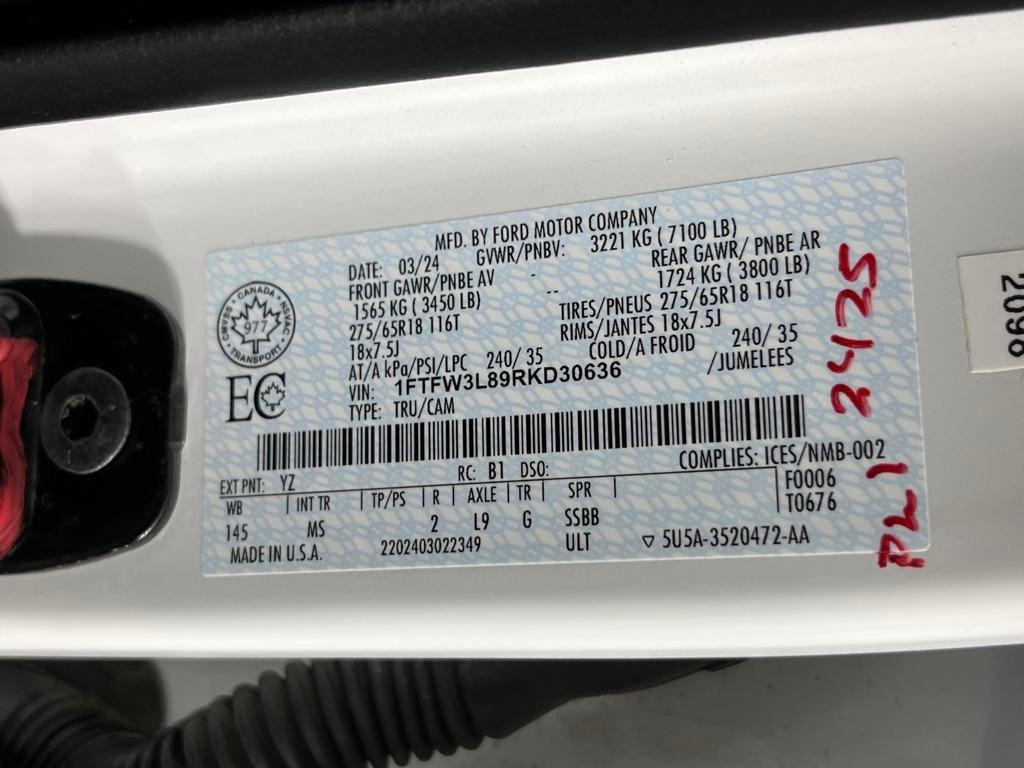 MFD. BY FORD MOTOR COMPANY
DATE: 03/24 GVWR/PNBV: 3221 KG ( 7100 LB)
FRONT GAWR/PNBE AV - REAR GAWR/ PNBE AR
1565 KG ( 3450 LB) -- 1724 KG ( 3800 LB)
275/65R18 116T TIRES/PNEUS 275/65R18 116T
18x7.5J RIMS/JANTES 18x7.5J
AT/A kPa/PSI/LPC 240/ 35 COLD/A FROID 240/ 35
VIN: 1FTFW3L89RKD30636 /JUMELEES
TYPE: TRU/CAM
CANADA
NSVAC
CMVSS
977
TRANSPORT
EC
COMPLIES: ICES/NMB-002
EXT PNT: YZ RC: B1 DSO: F0006
WB INT TR TP/PS R AXLE TR SPR T0676
145 MS 2 L9 G SSBB
MADE IN U.S.A. 2202403022349 ULT ▽ 5U5A-3520472-AA
PL1 24425
2098